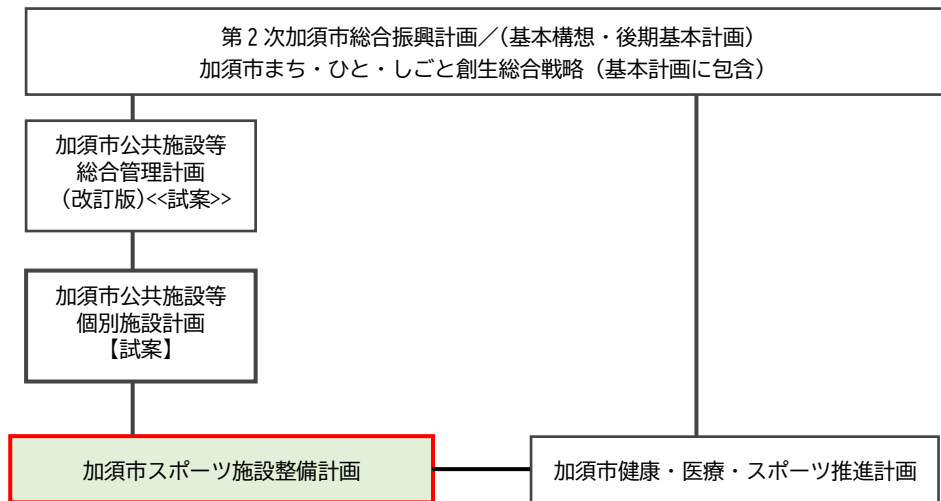 第2次加須市総合振興計画／(基本構想・後期基本計画)
加須市まち・ひと・しごと創生総合戦略（基本計画に包含）
加須市公共施設等
総合管理計画
(改訂版)<<試案>>
加須市公共施設等
個別施設計画
【試案】
加須市スポーツ施設整備計画
加須市健康・医療・スポーツ推進計画